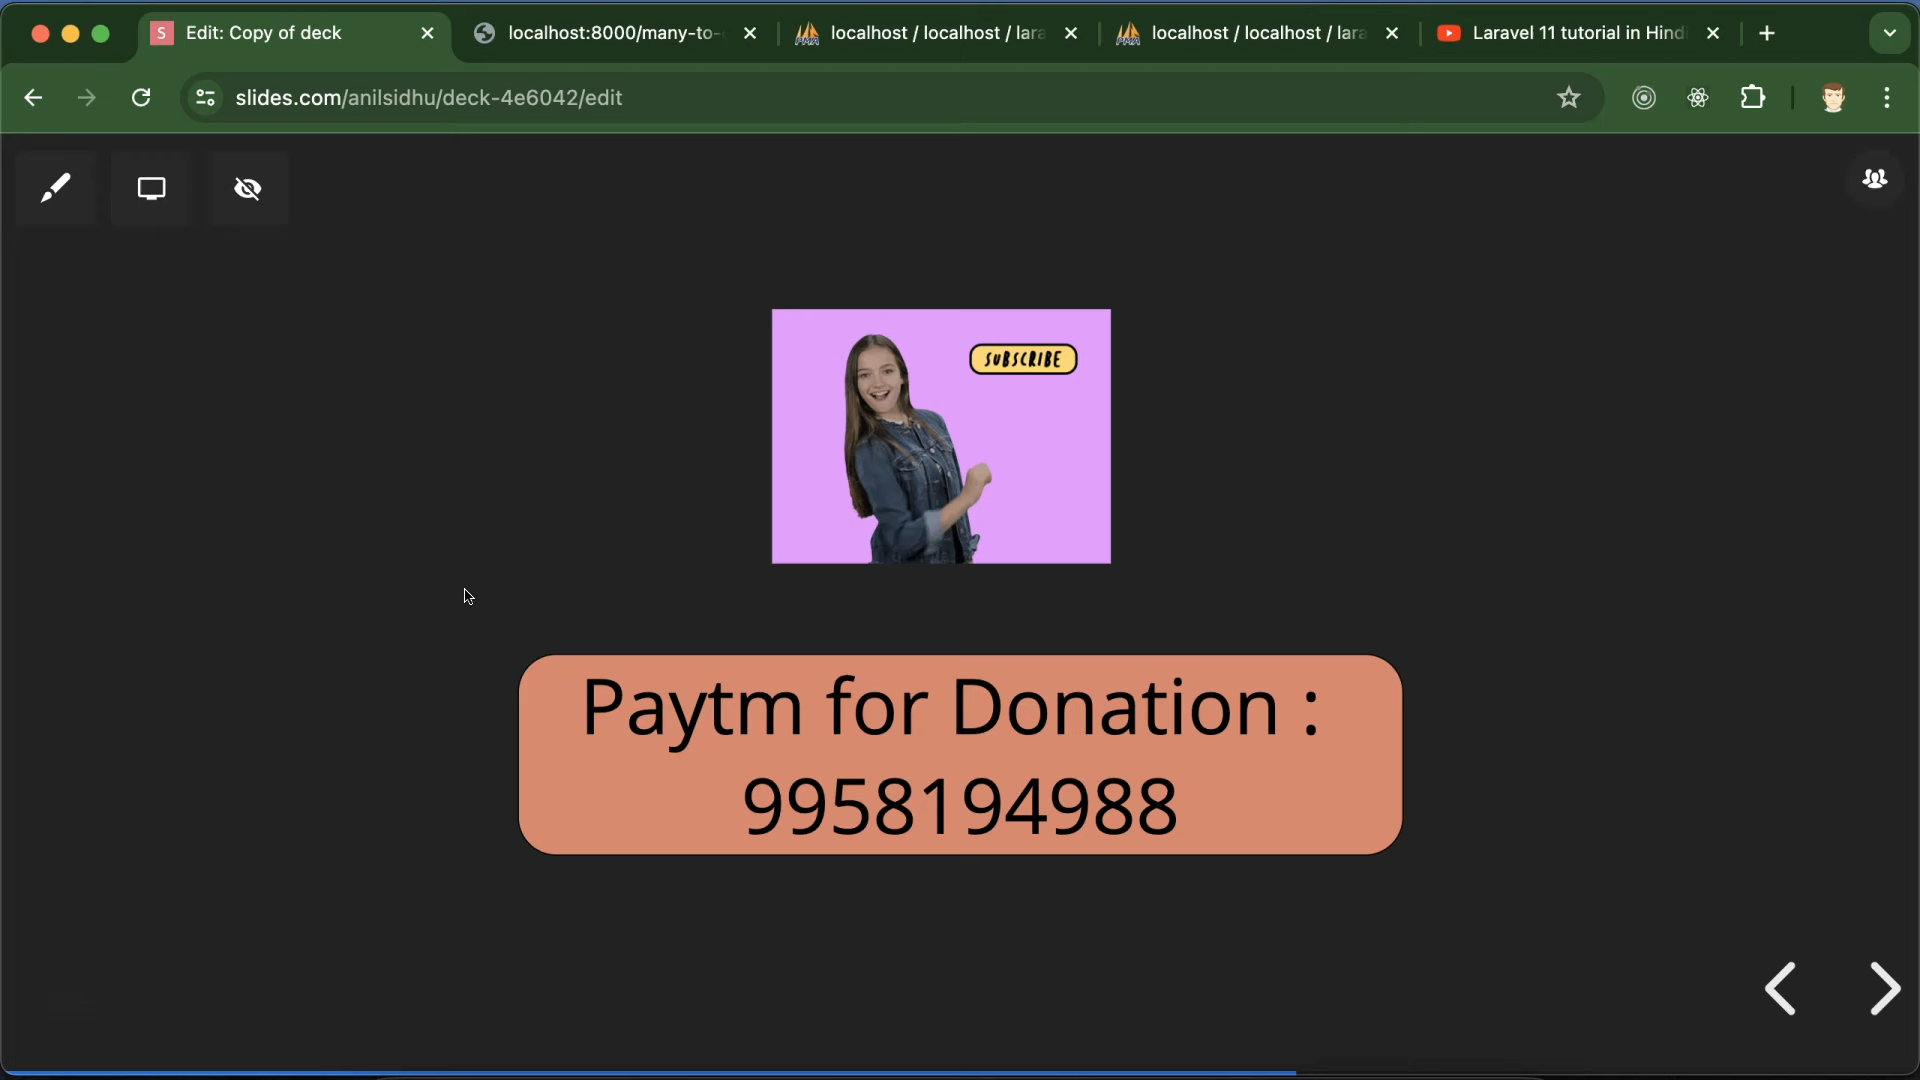 S Edit: Copy of deck
localhost:8000/many-to-
localhost / localhost / lara
localhost / localhost / lara
Laravel 11 tutorial in Hindi
slides.com/anilsidhu/deck-4e6042/edit
SUBSCRIBE
Paytm for Donation :
9958194988